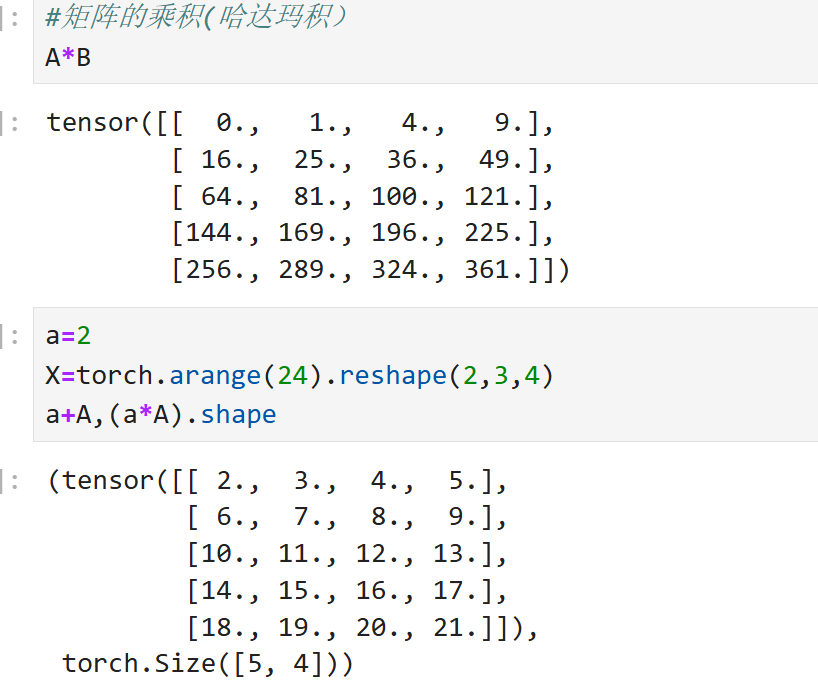 ]: #矩阵的乘积(哈达玛积）
A*B
]: tensor([[  0.,   1.,   4.,   9.],
[ 16.,  25.,  36.,  49.],
[ 64.,  81., 100., 121.],
[144., 169., 196., 225.],
[256., 289., 324., 361.]])
]: a=2
X=torch.arange(24).reshape(2,3,4)
a+A,(a*A).shape
]: (tensor([[ 2.,  3.,  4.,  5.],
[ 6.,  7.,  8.,  9.],
[10., 11., 12., 13.],
[14., 15., 16., 17.],
[18., 19., 20., 21.]]),
torch.Size([5, 4]))